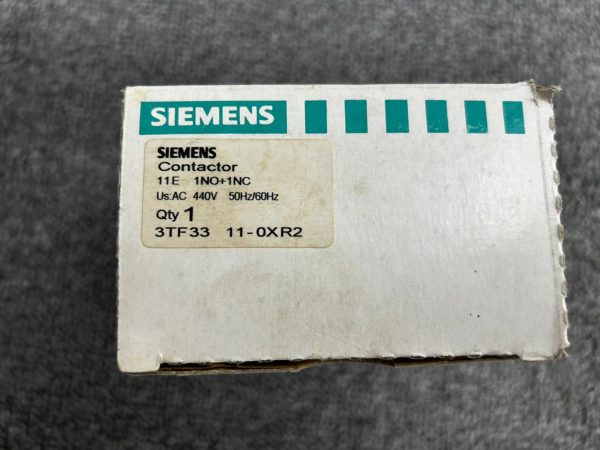 SIEMENS
SIEMENS
Contactor
11E 1NO+1NC
Us:AC 440V 50Hz/60Hz
Qty 1
3TF33 11-0XR2